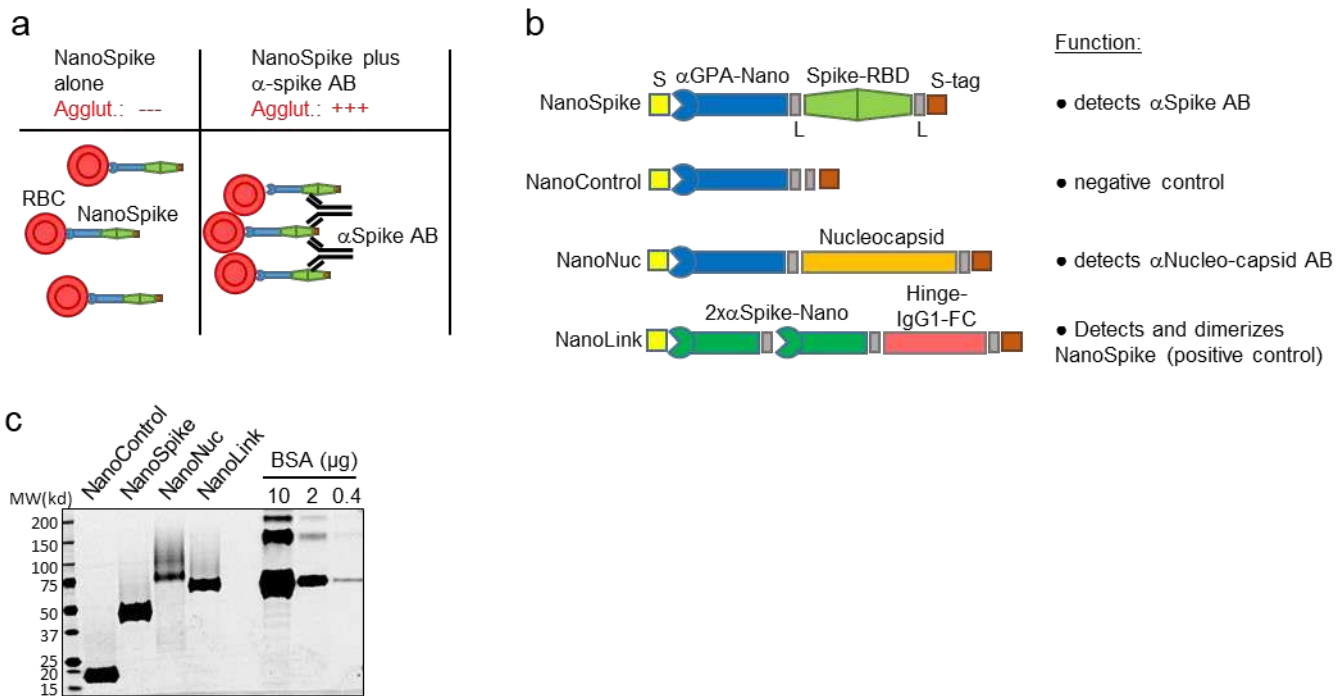 a
NanoSpike
alone
Agglut.: ---
NanoSpike plus
α-spike AB
Agglut.: +++
RBC
NanoSpike
αSpike AB
b
Function:
S αGPA-Nano Spike-RBD S-tag
NanoSpike
● detects αSpike AB
L L
NanoControl
● negative control
Nucleocapsid
NanoNuc
● detects αNucleo-capsid AB
2xαSpike-Nano
Hinge-
IgG1-FC
NanoLink
● Detects and dimerizes
NanoSpike (positive control)
c
NanoControl
NanoSpike
NanoNuc
NanoLink
BSA (µg)
MW(kd)
10 2 0.4
200
150
100
75
50
37
25
20
15